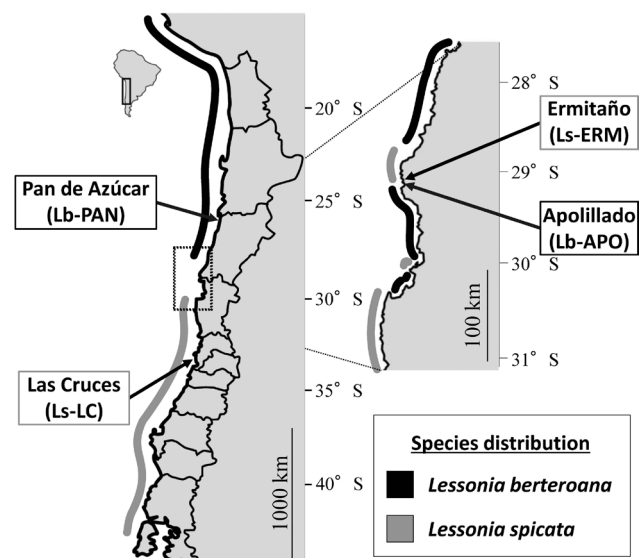 20° S
25° S
30° S
35° S
40° S
Pan de Azúcar
(Lb-PAN)
Las Cruces
(Ls-LC)
1000 km
28° S
29° S
30° S
31° S
Ermitaño
(Ls-ERM)
Apolillado
(Lb-APO)
100 km
Species distribution
Lessonia berteroana
Lessonia spicata